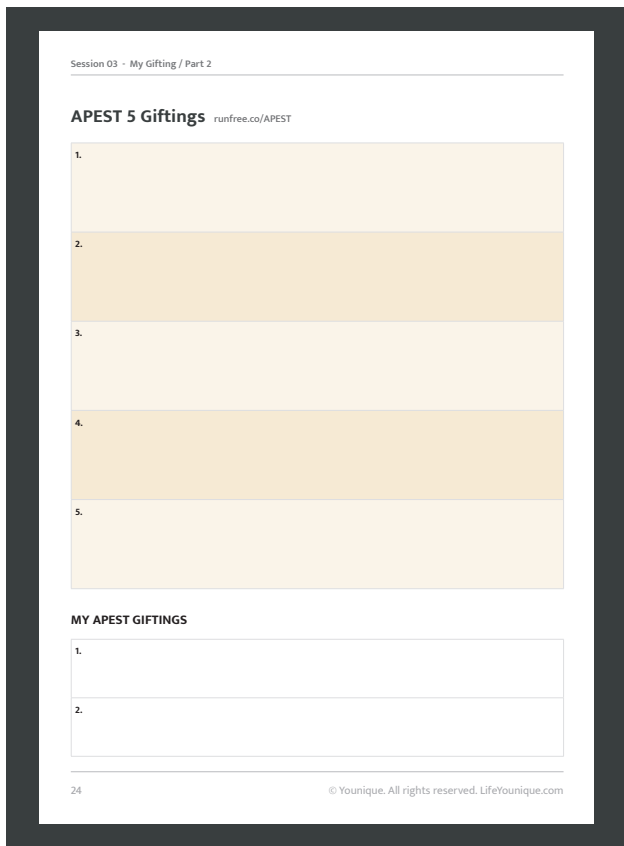 Session 03 · My Gifting / Part 2
APEST 5 Giftings runfree.co/APEST
1.
2.
3.
4.
5.
MY APEST GIFTINGS
1.
2.
24 © Younique. All rights reserved. LifeYounique.com